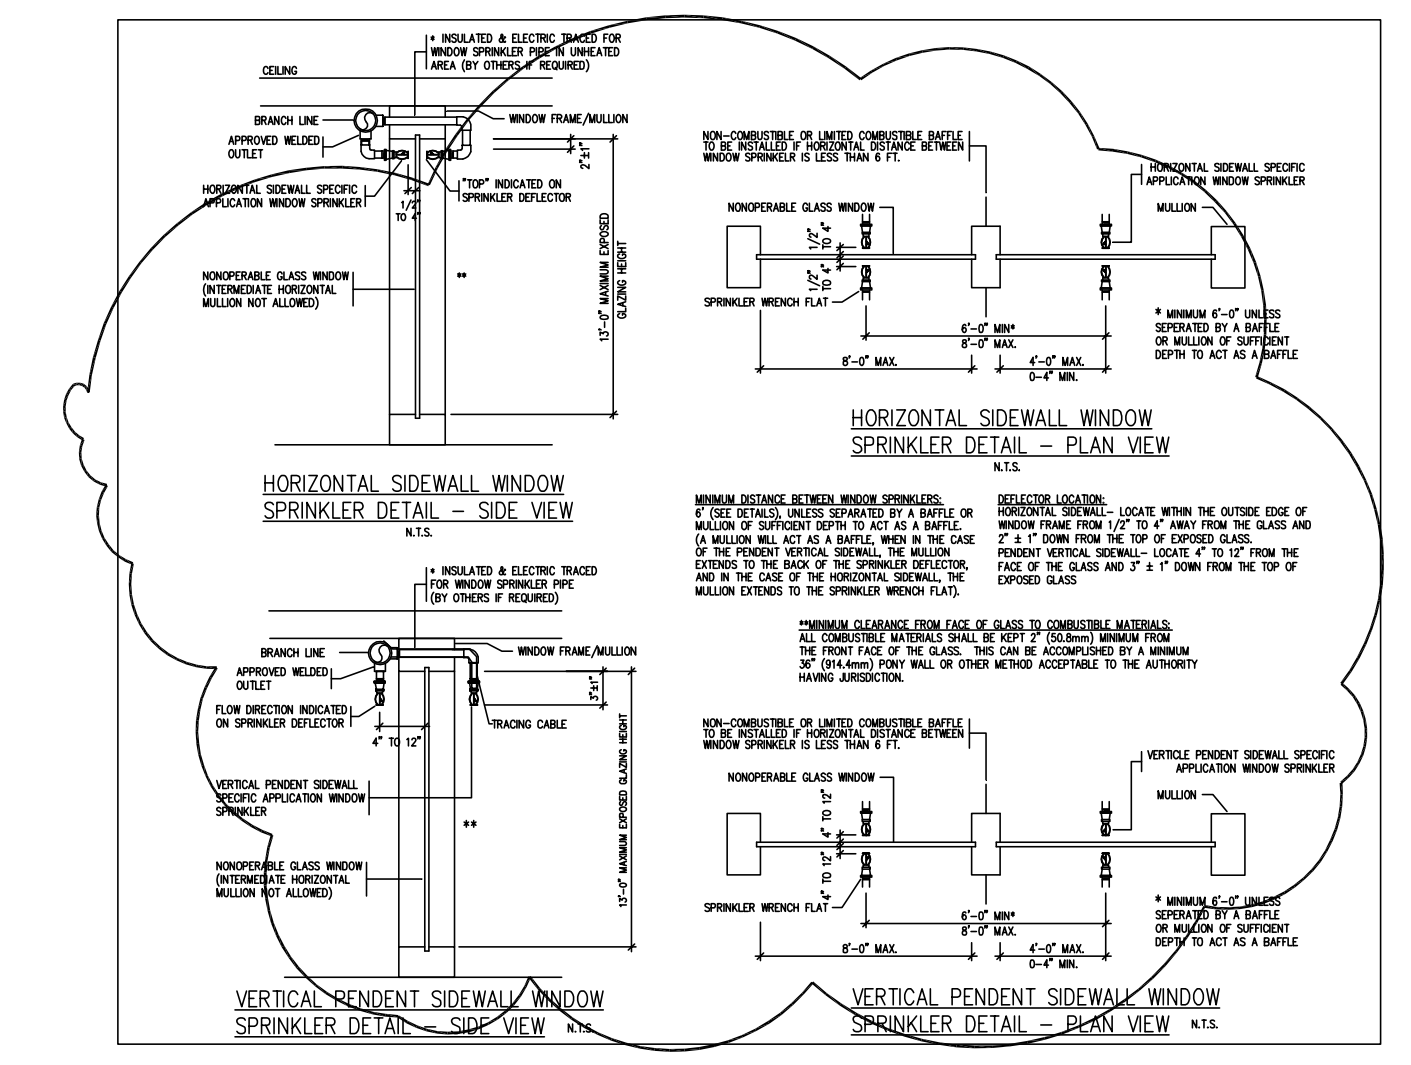 * INSULATED & ELECTRIC TRACED FOR
WINDOW SPRINKLER PIPE IN UNHEATED
AREA (BY OTHERS IF REQUIRED)
CEILING
BRANCH LINE
WINDOW FRAME/MULLION
APPROVED WELDED
OUTLET
2"±1"
HORIZONTAL SIDEWALL SPECIFIC
APPLICATION WINDOW SPRINKLER
"TOP" INDICATED ON
SPRINKLER DEFLECTOR
1/2"
TO 4"
NONOPERABLE GLASS WINDOW
(INTERMEDIATE HORIZONTAL
MULLION NOT ALLOWED)
**
13'-0" MAXIMUM EXPOSED
GLAZING HEIGHT
HORIZONTAL SIDEWALL WINDOW
SPRINKLER DETAIL – SIDE VIEW
N.T.S.
NON-COMBUSTIBLE OR LIMITED COMBUSTIBLE BAFFLE
TO BE INSTALLED IF HORIZONTAL DISTANCE BETWEEN
WINDOW SPRINKELR IS LESS THAN 6 FT.
HORIZONTAL SIDEWALL SPECIFIC
APPLICATION WINDOW SPRINKLER
NONOPERABLE GLASS WINDOW
MULLION
1/2"
TO 4"
1/2"
TO 4"
SPRINKLER WRENCH FLAT
6'-0" MIN*
8'-0" MAX.
8'-0" MAX.
4'-0" MAX.
0-4" MIN.
* MINIMUM 6'-0" UNLESS
SEPERATED BY A BAFFLE
OR MULLION OF SUFFICIENT
DEPTH TO ACT AS A BAFFLE
HORIZONTAL SIDEWALL WINDOW
SPRINKLER DETAIL – PLAN VIEW
N.T.S.
MINIMUM DISTANCE BETWEEN WINDOW SPRINKLERS:
6' (SEE DETAILS), UNLESS SEPARATED BY A BAFFLE OR
MULLION OF SUFFICIENT DEPTH TO ACT AS A BAFFLE.
(A MULLION WILL ACT AS A BAFFLE, WHEN IN THE CASE
OF THE PENDENT VERTICAL SIDEWALL, THE MULLION
EXTENDS TO THE BACK OF THE SPRINKLER DEFLECTOR,
AND IN THE CASE OF THE HORIZONTAL SIDEWALL, THE
MULLION EXTENDS TO THE SPRINKLER WRENCH FLAT).
DEFLECTOR LOCATION:
HORIZONTAL SIDEWALL– LOCATE WITHIN THE OUTSIDE EDGE OF
WINDOW FRAME FROM 1/2" TO 4" AWAY FROM THE GLASS AND
2" ± 1" DOWN FROM THE TOP OF EXPOSED GLASS.
PENDENT VERTICAL SIDEWALL– LOCATE 4" TO 12" FROM THE
FACE OF THE GLASS AND 3" ± 1" DOWN FROM THE TOP OF
EXPOSED GLASS
**MINIMUM CLEARANCE FROM FACE OF GLASS TO COMBUSTIBLE MATERIALS:
ALL COMBUSTIBLE MATERIALS SHALL BE KEPT 2" (50.8mm) MINIMUM FROM
THE FRONT FACE OF THE GLASS. THIS CAN BE ACCOMPLISHED BY A MINIMUM
36" (914.4mm) PONY WALL OR OTHER METHOD ACCEPTABLE TO THE AUTHORITY
HAVING JURISDICTION.
* INSULATED & ELECTRIC TRACED
FOR WINDOW SPRINKLER PIPE
(BY OTHERS IF REQUIRED)
BRANCH LINE
WINDOW FRAME/MULLION
APPROVED WELDED
OUTLET
3"±1"
FLOW DIRECTION INDICATED
ON SPRINKLER DEFLECTOR
TRACING CABLE
4" TO 12"
VERTICAL PENDENT SIDEWALL
SPECIFIC APPLICATION WINDOW
SPRINKLER
**
NONOPERABLE GLASS WINDOW
(INTERMEDIATE HORIZONTAL
MULLION NOT ALLOWED)
13'-0" MAXIMUM EXPOSED GLAZING HEIGHT
VERTICAL PENDENT SIDEWALL WINDOW
SPRINKLER DETAIL – SIDE VIEW N.T.S.
NON-COMBUSTIBLE OR LIMITED COMBUSTIBLE BAFFLE
TO BE INSTALLED IF HORIZONTAL DISTANCE BETWEEN
WINDOW SPRINKELR IS LESS THAN 6 FT.
VERTICLE PENDENT SIDEWALL SPECIFIC
APPLICATION WINDOW SPRINKLER
NONOPERABLE GLASS WINDOW
MULLION
4" TO 12"
4" TO 12"
SPRINKLER WRENCH FLAT
6'-0" MIN*
8'-0" MAX.
8'-0" MAX.
4'-0" MAX.
0-4" MIN.
* MINIMUM 6'-0" UNLESS
SEPERATED BY A BAFFLE
OR MULLION OF SUFFICIENT
DEPTH TO ACT AS A BAFFLE
VERTICAL PENDENT SIDEWALL WINDOW
SPRINKLER DETAIL – PLAN VIEW N.T.S.